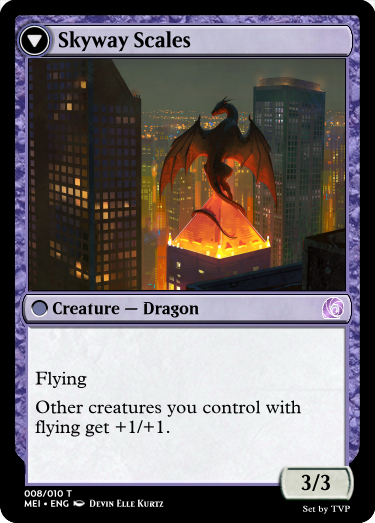 Skyway Scales
Creature — Dragon
Flying
Other creatures you control with
flying get +1/+1.
3/3
008/010 T
MEI • ENG Devin Elle Kurtz
Set by TVP